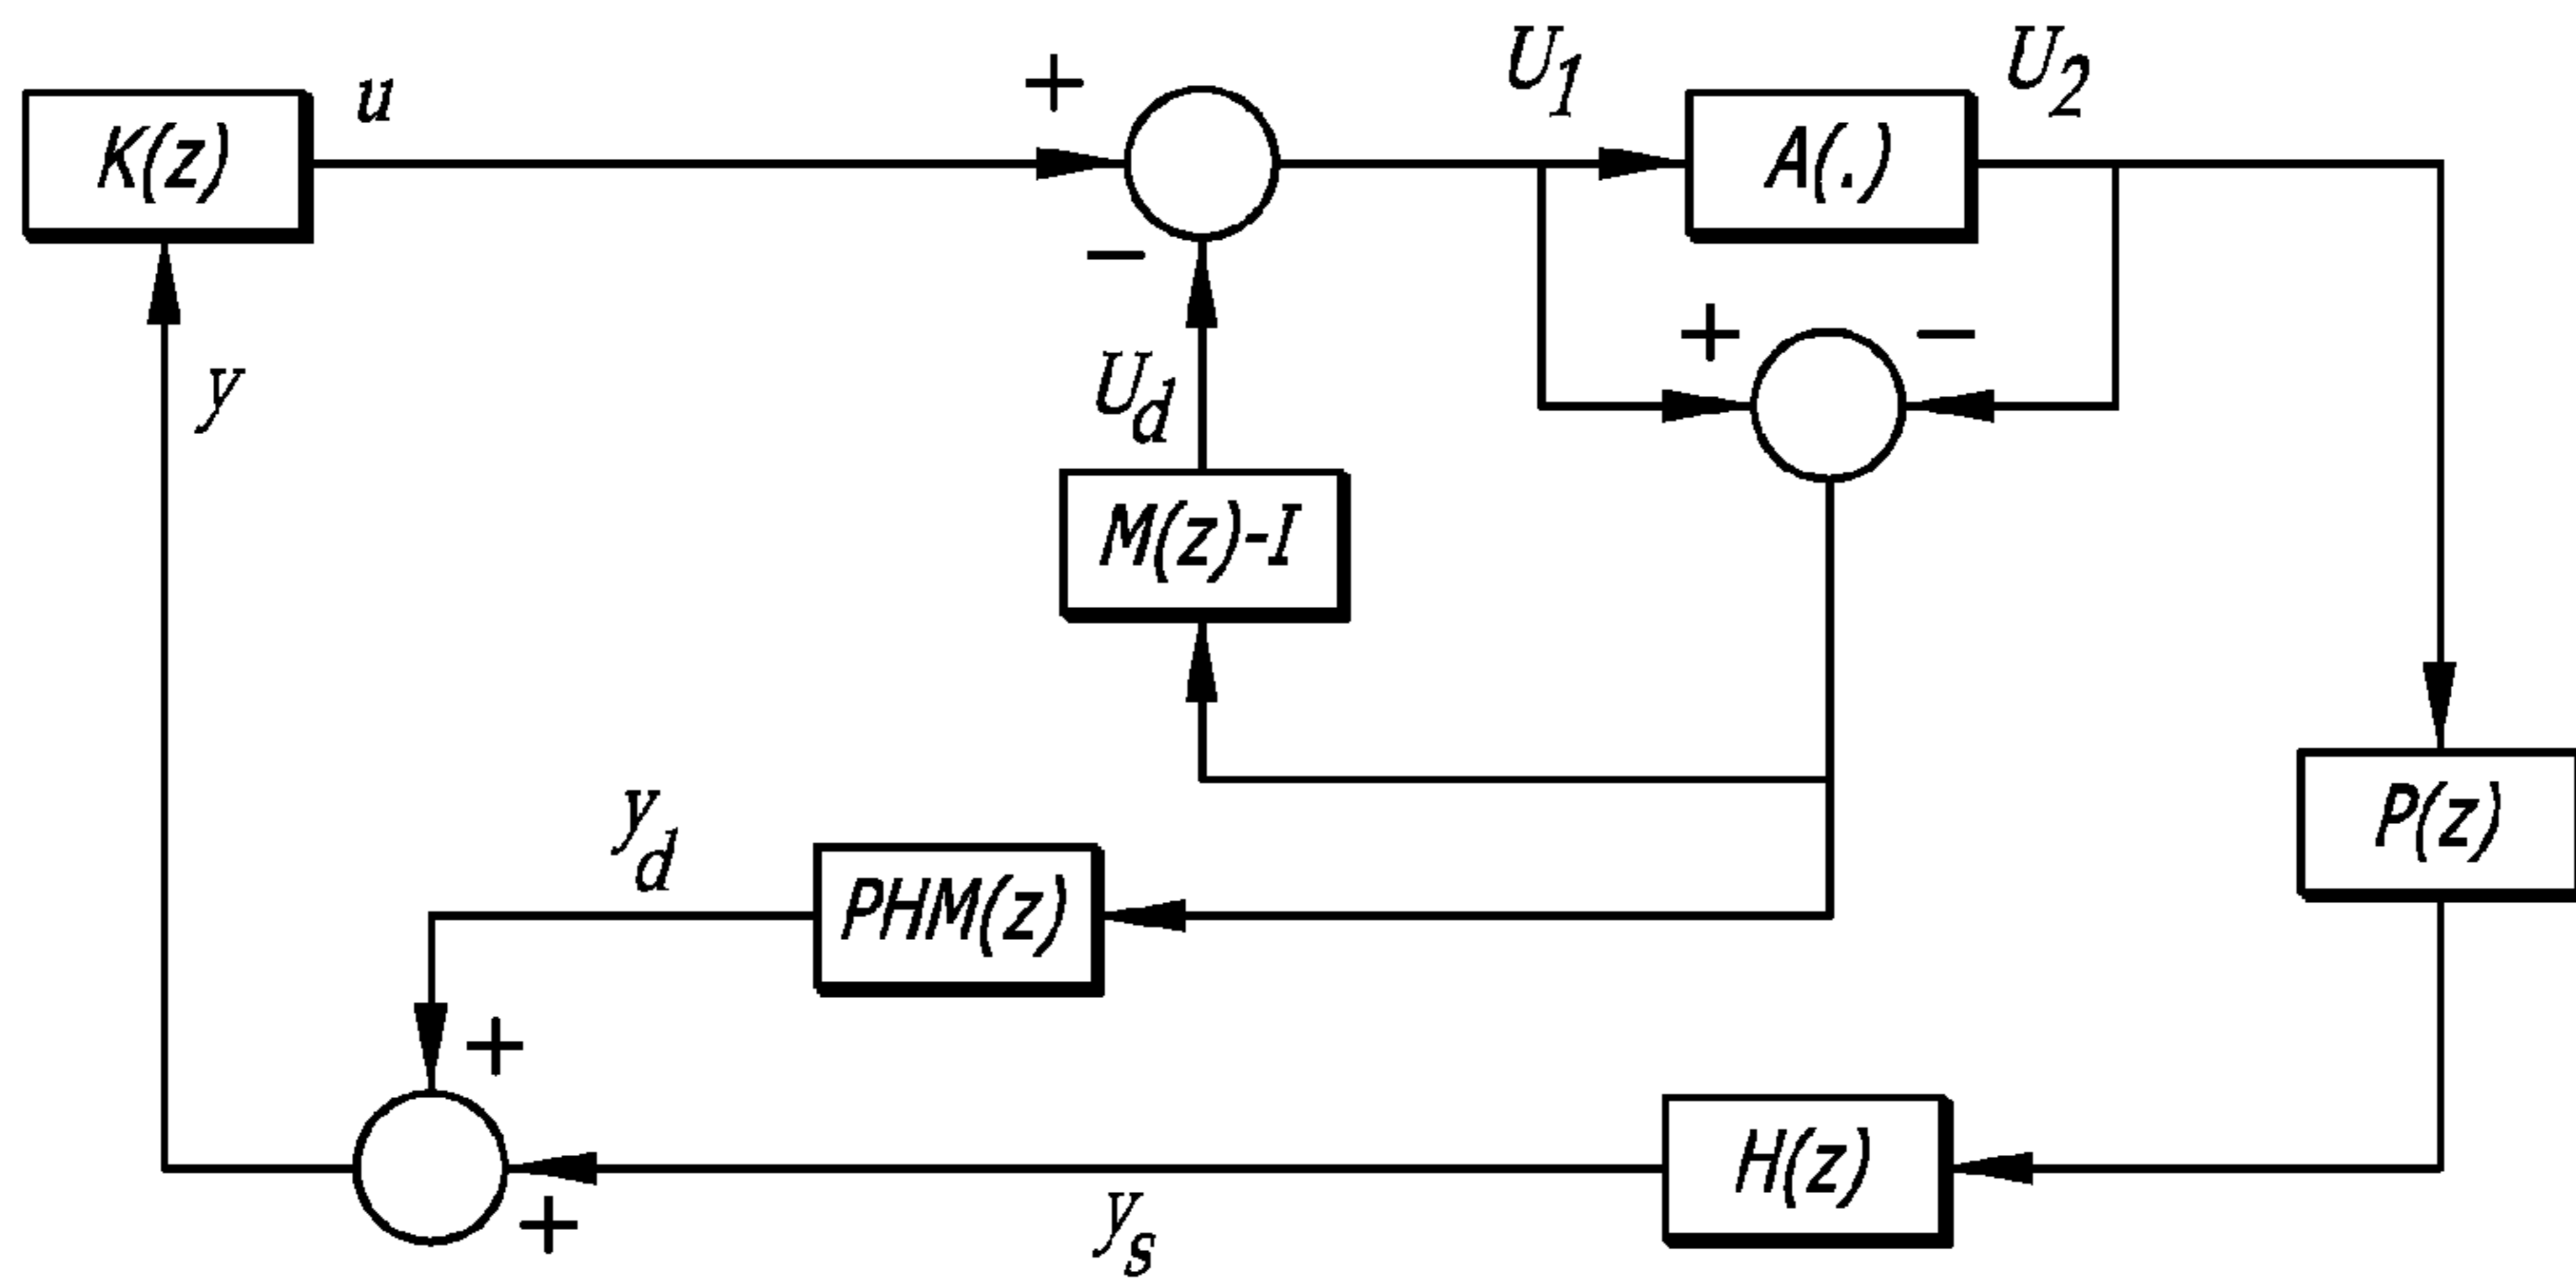 K(z)
u
+
−
U1
A(.)
U2
+
−
y
Ud
M(z)-I
P(z)
yd
PHM(z)
+
+
ys
H(z)